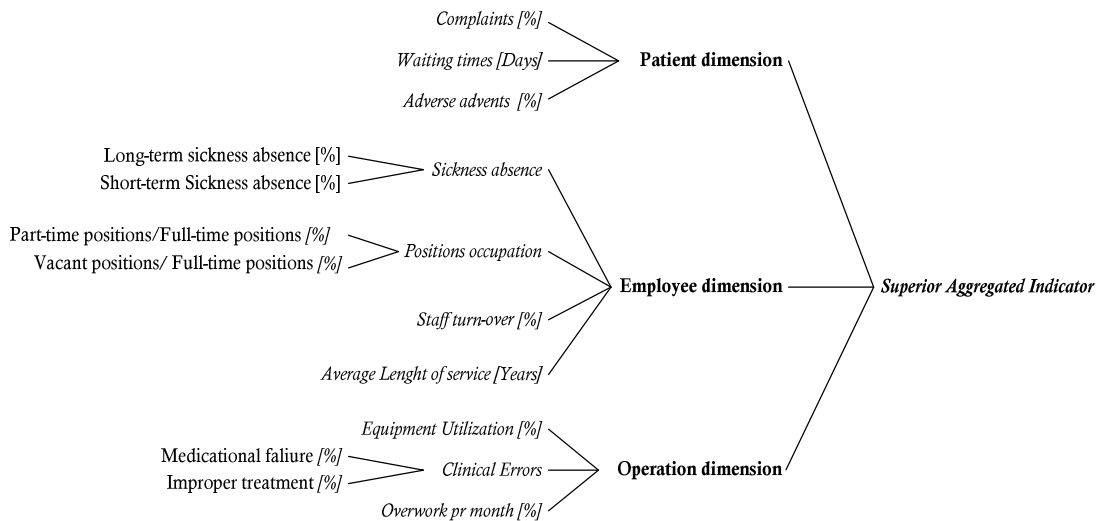 Complaints [%]
Waiting times [Days]
Adverse advents [%]
Patient dimension
Long-term sickness absence [%]
Short-term Sickness absence [%]
Sickness absence
Part-time positions/Full-time positions [%]
Vacant positions/ Full-time positions [%]
Positions occupation
Staff turn-over [%]
Average Lenght of service [Years]
Employee dimension
Superior Aggregated Indicator
Equipment Utilization [%]
Medicational faliure [%]
Improper treatment [%]
Clinical Errors
Overwork pr month [%]
Operation dimension